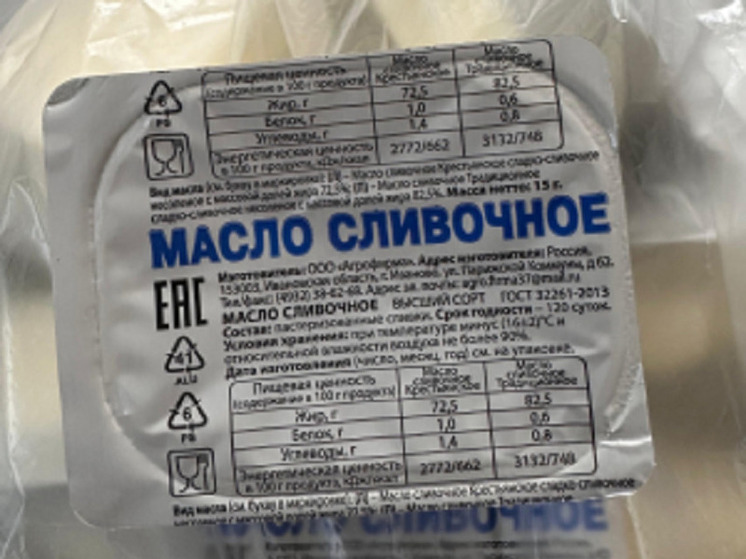 Пищевая ценность
(содержание в 100 г продукта)
Масло сливочное Крестьянское
Масло сливочное Традиционное
Жир, г 72,5 82,5
Белок, г 1,0 0,6
Углеводы, г 1,4 0,8
Энергетическая ценность
в 100 г продукта, кДж/ккал 2772/662 3132/748
6
PS
Вид масла (см. букву в маркировке): – Масло сливочное Крестьянское сладко-сливочное
несоленое с массовой долей жира 72,5%; – Масло сливочное Традиционное
сладко-сливочное несоленое с массовой долей жира 82,5%. Масса нетто: 15 г.
МАСЛО СЛИВОЧНОЕ
Изготовитель: ООО «Агрофирма». Адрес изготовителя: Россия,
153003, Ивановская область, г. Иваново, ул. Парижской Коммуны, д.62.
Тел./факс: (4932) 38-62-68. Адрес эл. почты: agrofirma37@mail.ru
EAC
МАСЛО СЛИВОЧНОЕ ВЫСШИЙ СОРТ ГОСТ 32261-2013
Состав: пастеризованные сливки. Срок годности – 120 суток.
Условия хранения: при температуре минус (16±2)°С и
относительной влажности воздуха не более 90%.
Дата изготовления (число, месяц, год) см. на упаковке.
41
ALU
Пищевая ценность
(содержание в 100 г продукта)
Масло сливочное Крестьянское
Масло сливочное Традиционное
Жир, г 72,5 82,5
Белок, г 1,0 0,6
Углеводы, г 1,4 0,8
Энергетическая ценность
в 100 г продукта, кДж/ккал 2772/662 3132/748
6
PS
Вид масла (см. букву в маркировке): – Масло сливочное Крестьянское сладко-сливочное
МАСЛО СЛИВОЧНОЕ